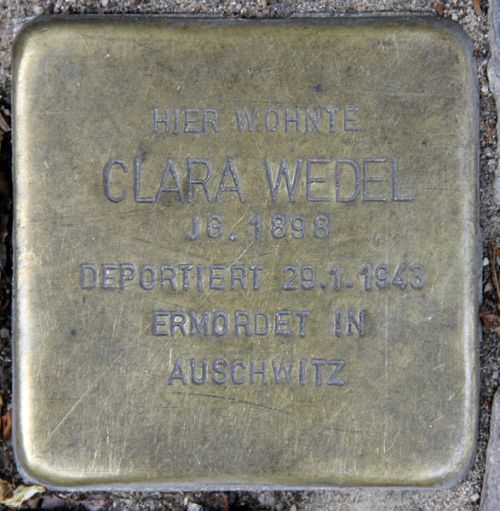 HIER WOHNTE
CLARA WEDEL
JG. 1898
DEPORTIERT 29.1.1943
ERMORDET IN
AUSCHWITZ